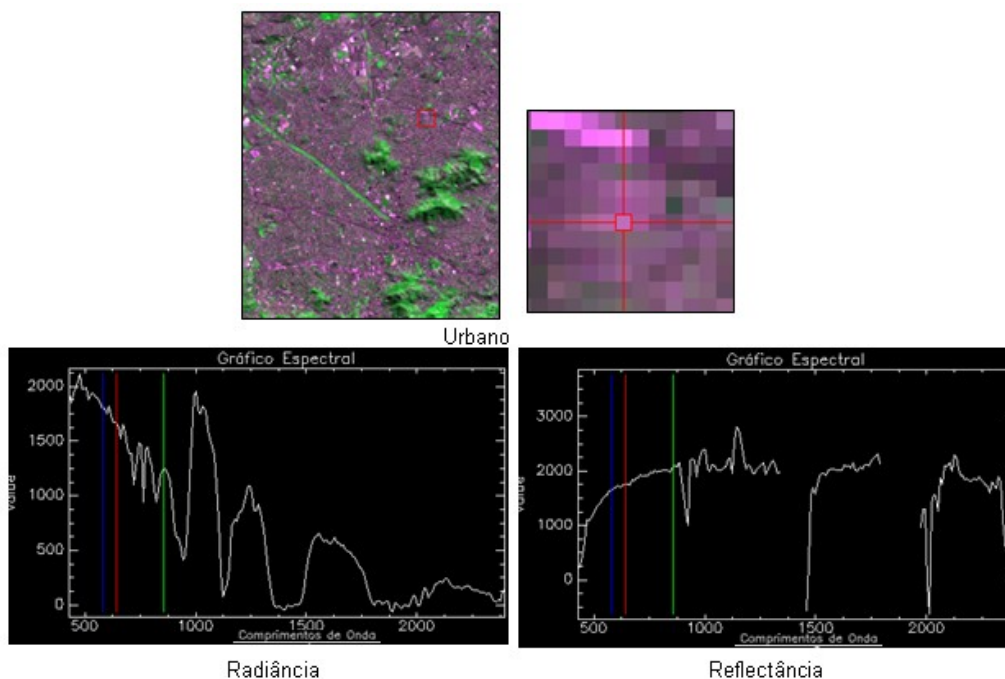 Urbano
Gráfico Espectral
Value
2000
1500
1000
500
0
500
1000
1500
2000
Comprimentos de Onda
Radiância
Gráfico Espectral
Value
3000
2000
1000
0
500
1000
1500
2000
Comprimentos de Onda
Reflectância